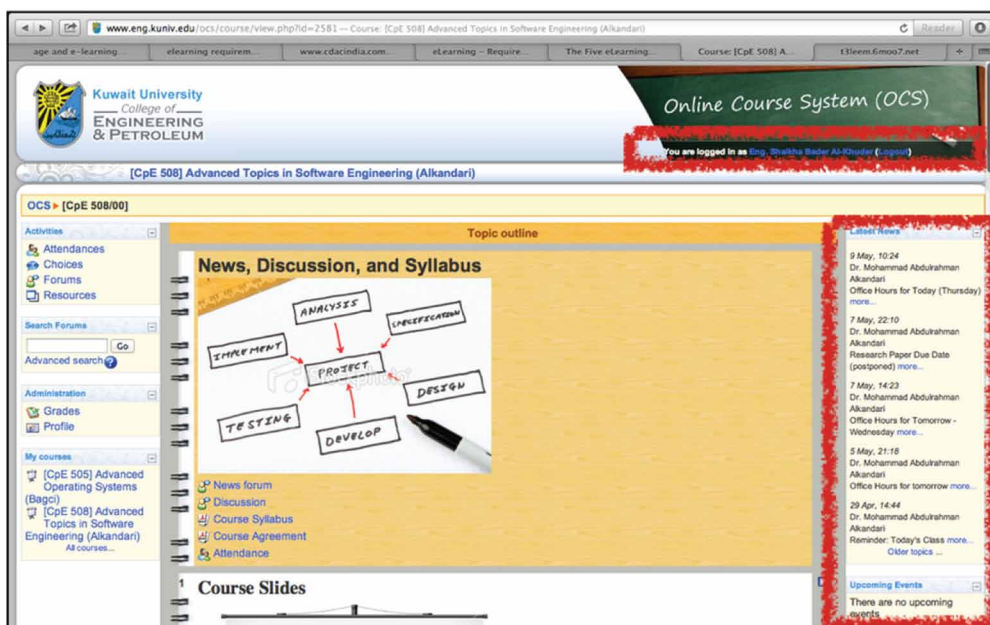 www.eng.kuniv.edu/ocs/course/view.php?id=2581 — Course: [CpE 508] Advanced Topics in Software Engineering (Alkandari)
Reader
age and e-learning...
elearning requirem...
www.cdacindia.com...
eLearning - Require...
The Five eLearning...
Course: [CpE 508] A...
t3leem.6moo7.net
Kuwait University
College of
ENGINEERING
& PETROLEUM
Online Course System (OCS)
You are logged in as Eng. Shaikha Bader Al-Khudar (Logout)
[CpE 508] Advanced Topics in Software Engineering (Alkandari)
OCS ► [CpE 508/00]
Activities
Attendances
Choices
Forums
Resources
Search Forums
Go
Advanced search
Administration
Grades
Profile
My courses
[CpE 505] Advanced
Operating Systems
(Bagci)
[CpE 508] Advanced
Topics in Software
Engineering (Alkandari)
All courses...
Topic outline
News, Discussion, and Syllabus
ANALYSIS
SPECIFICATION
IMPLEMENT
PROJECT
DESIGN
TESTING
DEVELOP
News forum
Discussion
Course Syllabus
Course Agreement
Attendance
1
Course Slides
Latest News
9 May, 10:24
Dr. Mohammad Abdulrahman
Alkandari
Office Hours for Today (Thursday)
more...
7 May, 22:10
Dr. Mohammad Abdulrahman
Alkandari
Research Paper Due Date
(postponed) more...
7 May, 14:23
Dr. Mohammad Abdulrahman
Alkandari
Office Hours for Tomorrow -
Wednesday more...
5 May, 21:18
Dr. Mohammad Abdulrahman
Alkandari
Office Hours for tomorrow more...
29 Apr, 14:44
Dr. Mohammad Abdulrahman
Alkandari
Reminder: Today's Class more...
Older topics ...
Upcoming Events
There are no upcoming
events